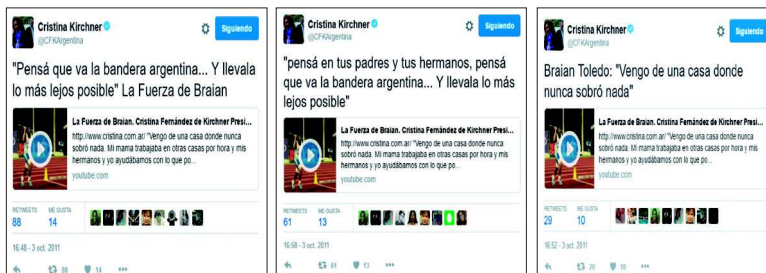 Cristina Kirchner
@CFKArgentina
Siguiendo
"Pensá que va la bandera argentina... Y llevala
lo más lejos posible" La Fuerza de Braian
La Fuerza de Braian. Cristina Fernández de Kirchner Presi...
http://www.cristina.com.ar/ "Vengo de una casa donde nunca
sobró nada. Mi mama trabajaba en otras casas por hora y mis
hermanos y yo ayudábamos con lo que po...
youtube.com
RETWEETS ME GUSTA
88 14
16:48 - 3 oct. 2011
88 14
Cristina Kirchner
@CFKArgentina
Siguiendo
"pensá en tus padres y tus hermanos, pensá
que va la bandera argentina... Y llevala lo más
lejos posible"
La Fuerza de Braian. Cristina Fernández de Kirchner Presi...
http://www.cristina.com.ar/ "Vengo de una casa donde nunca
sobró nada. Mi mama trabajaba en otras casas por hora y mis
hermanos y yo ayudábamos con lo que po...
youtube.com
RETWEETS ME GUSTA
61 13
16:58 - 3 oct. 2011
61 13
Cristina Kirchner
@CFKArgentina
Siguiendo
Braian Toledo: "Vengo de una casa donde
nunca sobró nada"
La Fuerza de Braian. Cristina Fernández de Kirchner Presi...
http://www.cristina.com.ar/ "Vengo de una casa donde nunca
sobró nada. Mi mama trabajaba en otras casas por hora y mis
hermanos y yo ayudábamos con lo que po...
youtube.com
RETWEETS ME GUSTA
29 10
16:52 - 3 oct. 2011
29 10